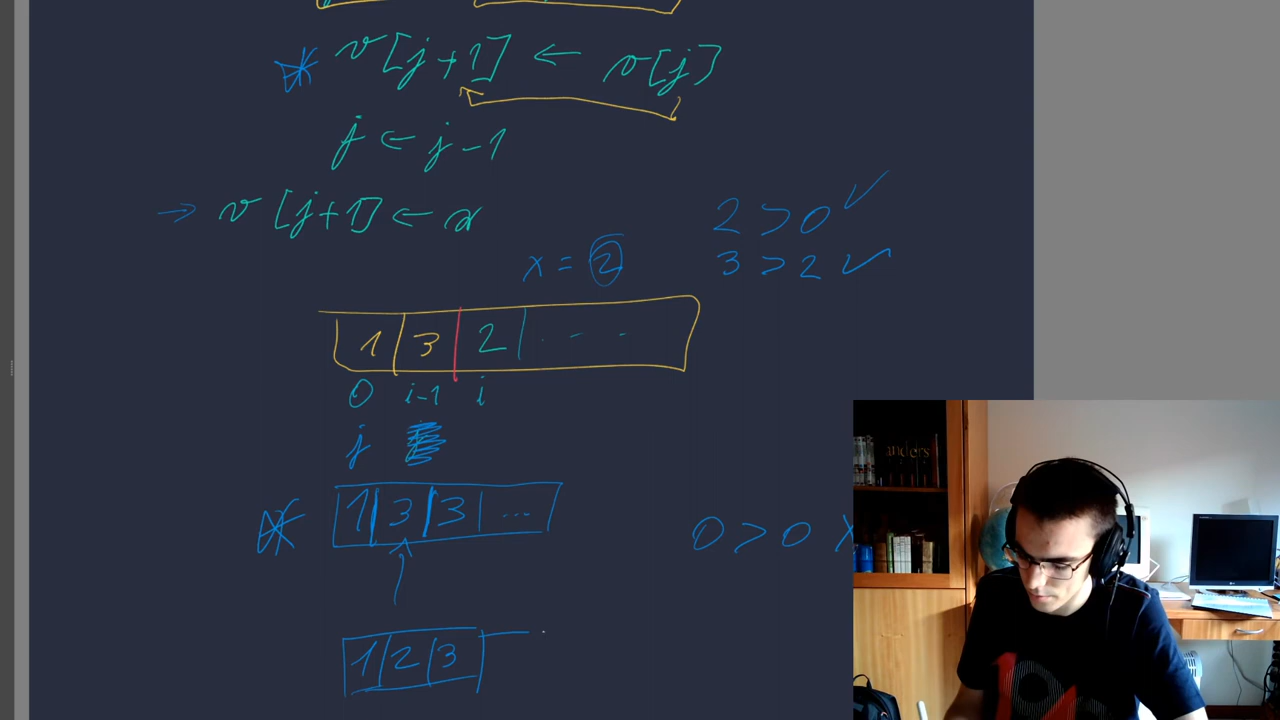 v[j+1] ← v[j]
j ← j-1
→ v[j+1] ← x
2 > 0 ✓
x = 2
3 > 2 ✓
1 3 2 - - -
0 i-1 i
j
1 3 3 ...
0 > 0 X
1 2 3
anders